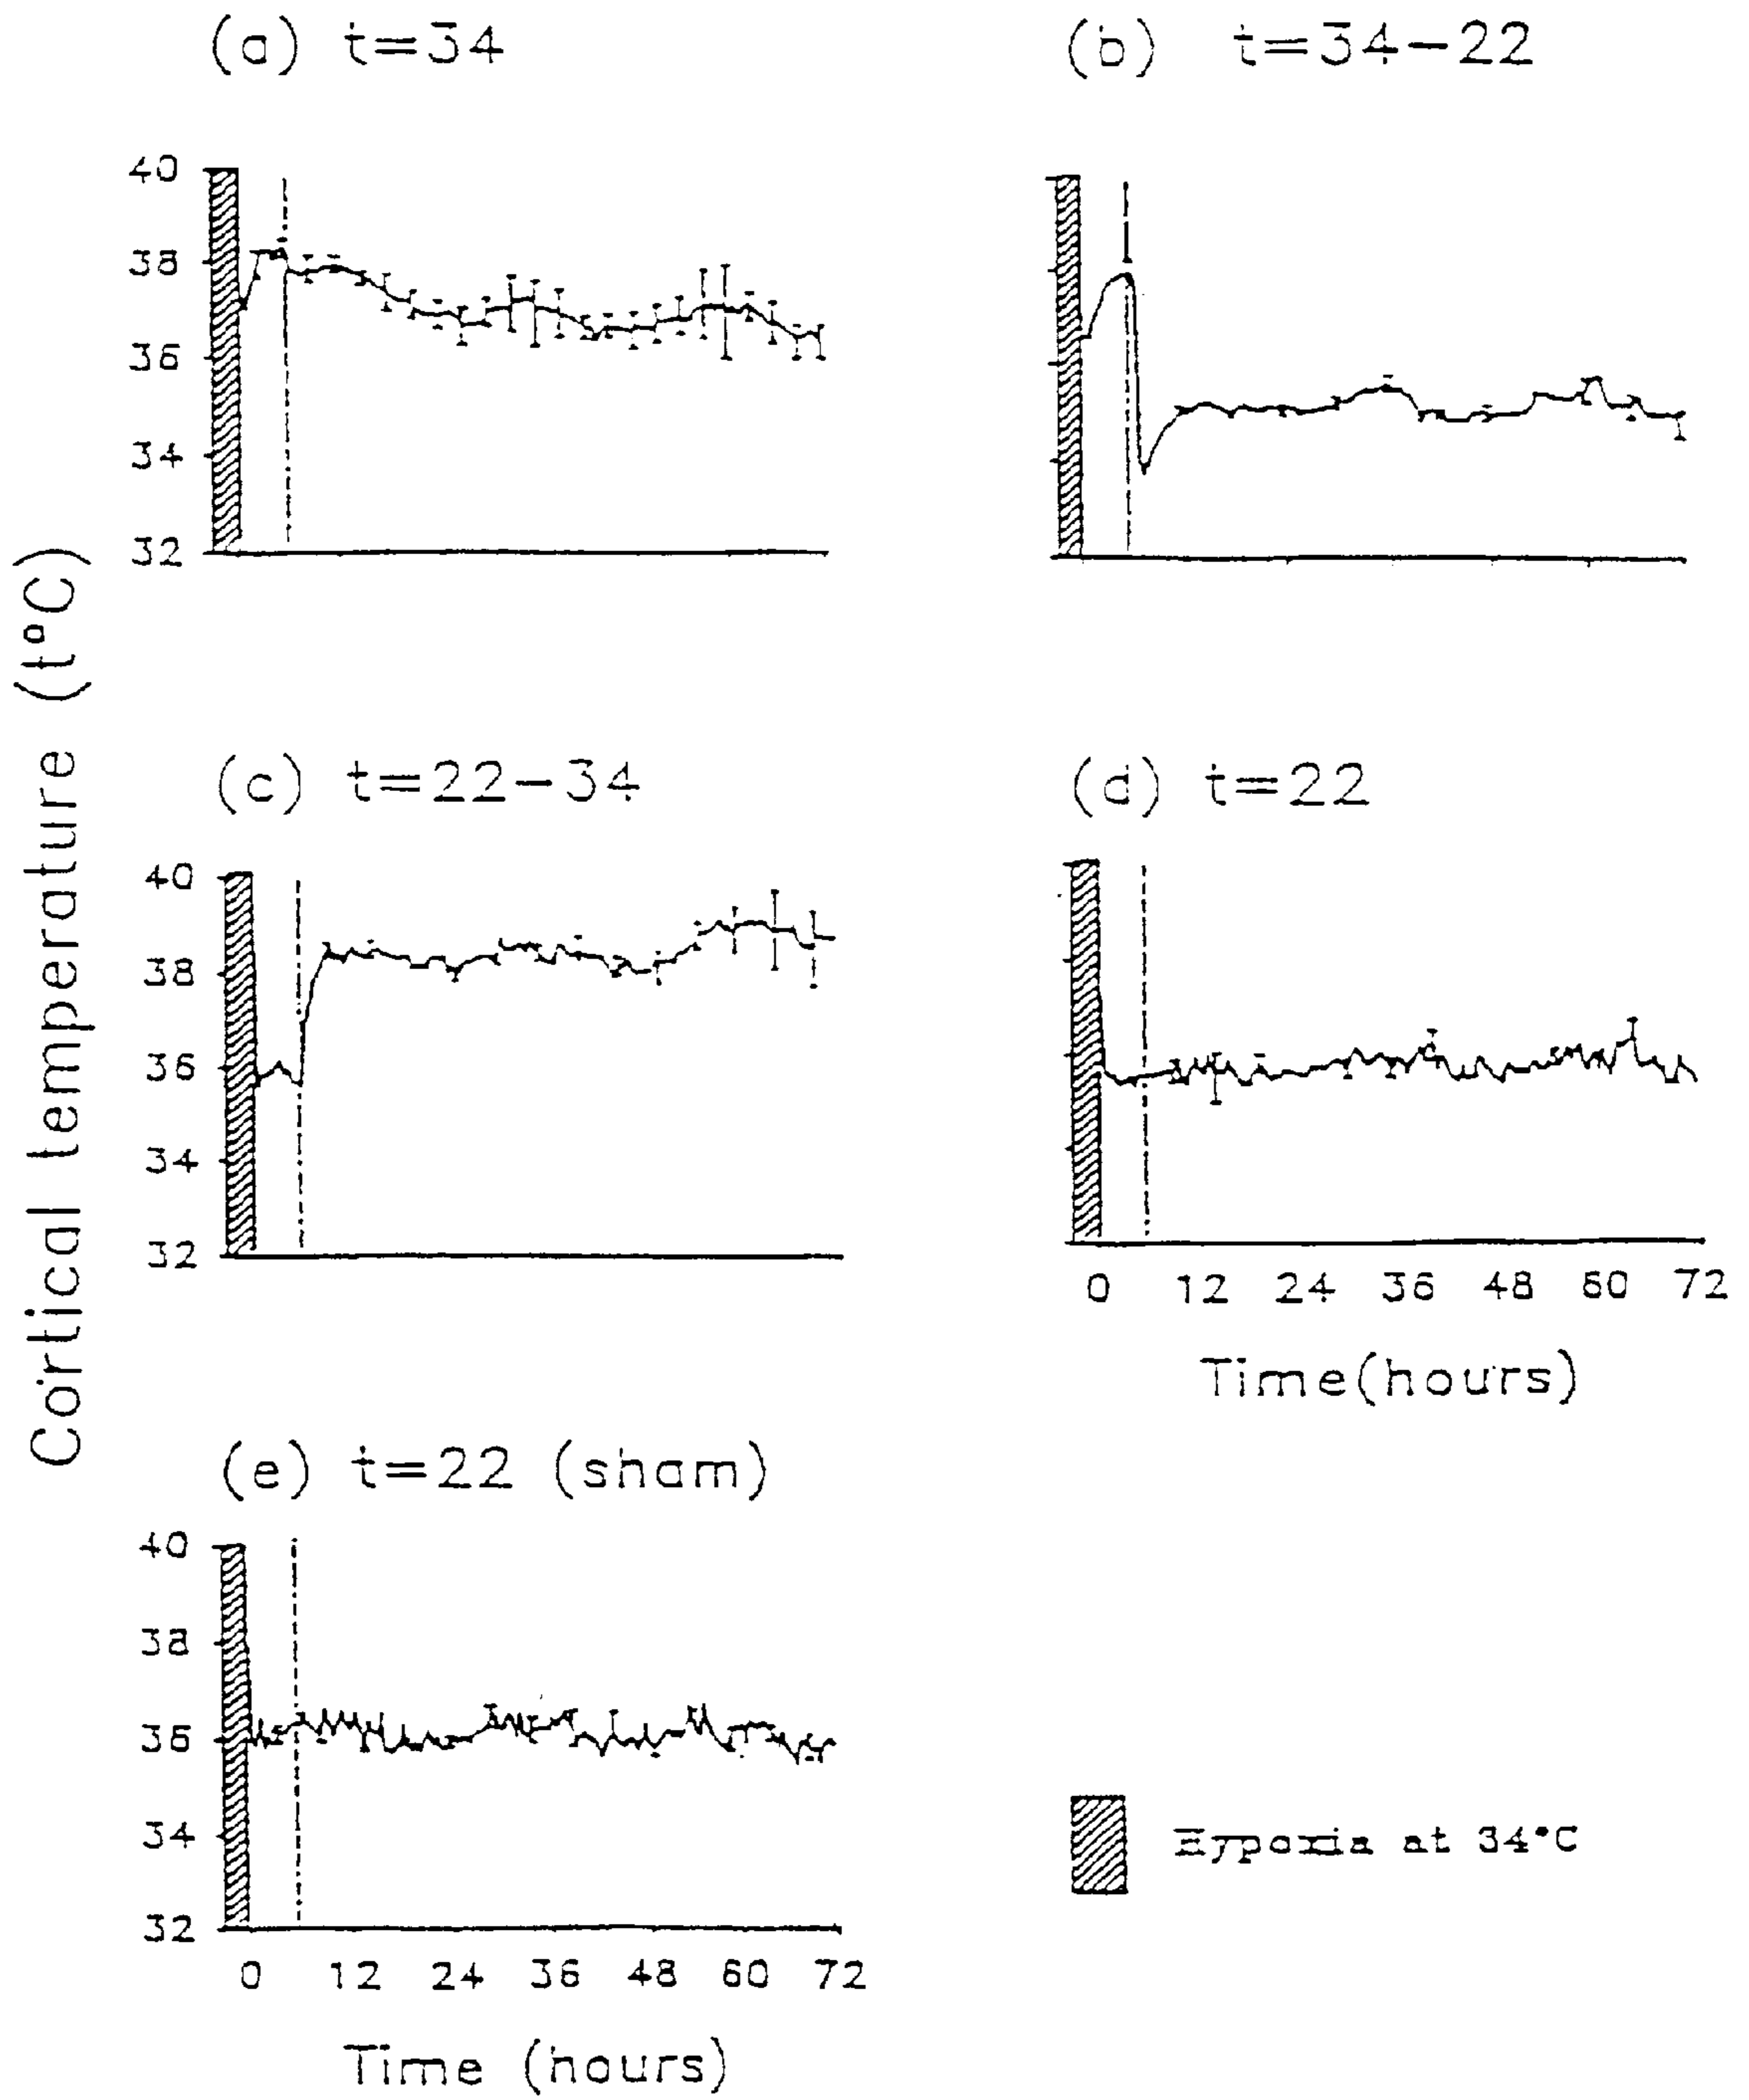 (a) t=34
(b) t=34-22
40
38
36
34
32
Cortical temperature (t°C)
(c) t=22-34
(d) t=22
40
38
36
34
32
0 12 24 36 48 60 72
Time(hours)
(e) t=22 (sham)
40
38
36
34
32
0 12 24 36 48 60 72
Time (hours)
Hypoxia at 34°C